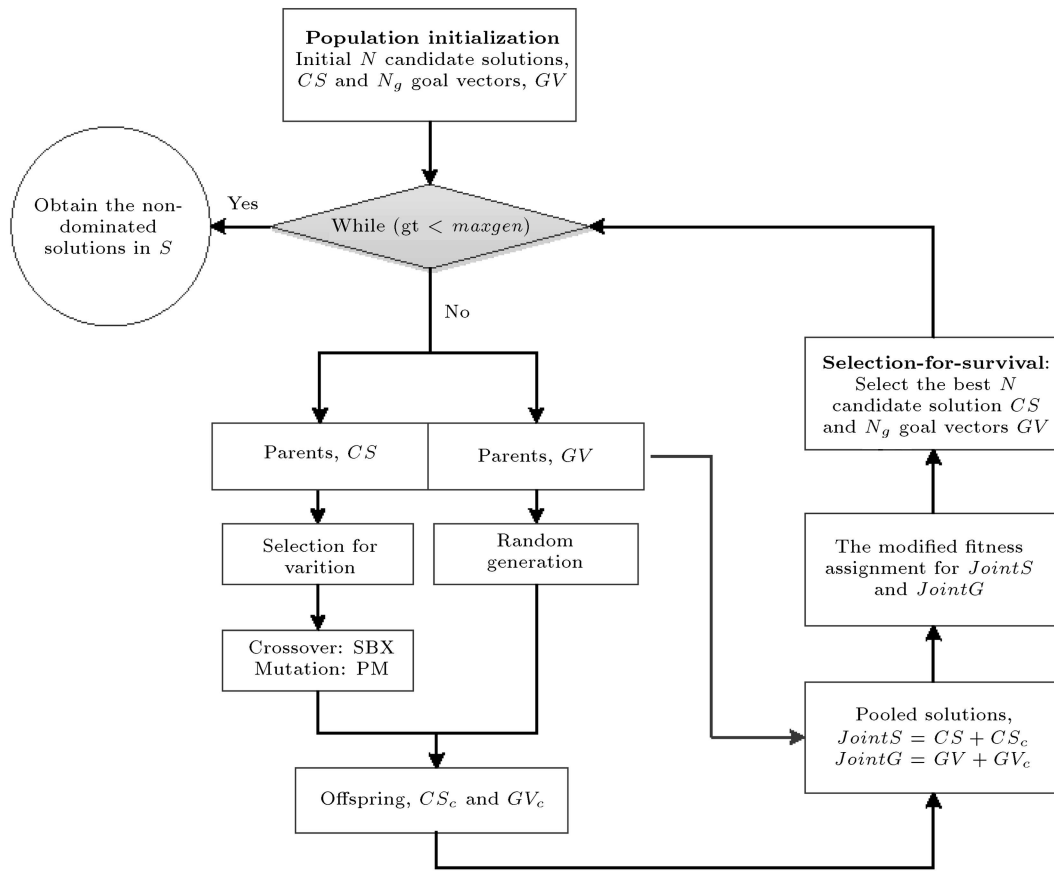 Population initialization
Initial N candidate solutions,
CS and N_g goal vectors, GV
Yes
Obtain the non-
dominated
solutions in S
While (gt < maxgen)
No
Selection-for-survival:
Select the best N
candidate solution CS
and N_g goal vectors GV
Parents, CS
Parents, GV
Selection for
varition
Random
generation
The modified fitness
assignment for JointS
and JointG
Crossover: SBX
Mutation: PM
Pooled solutions,
JointS = CS + CS_c
JointG = GV + GV_c
Offspring, CS_c and GV_c